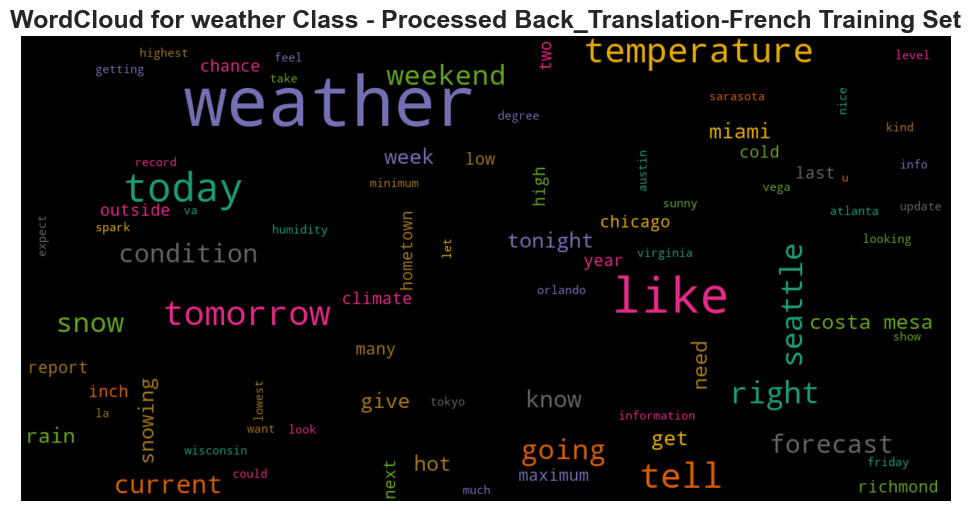 WordCloud for weather Class - Processed Back_Translation-French Training Set
highest
feel
two
temperature
level
getting
chance
take
weekend
weather
sarasota
nice
degree
miami
kind
record
week
low
cold
austin
info
today
minimum
high
last
u
vega
outside
va
sunny
atlanta
update
expect
spark
humidity
hometown
let
chicago
tonight
virginia
looking
condition
year
climate
orlando
like
seattle
tomorrow
snow
costa mesa
show
many
need
report
inch
snowing
lowest
give
tokyo
know
right
la
want
look
information
rain
wisconsin
get
forecast
going
hot
next
maximum
tell
friday
current
could
much
richmond